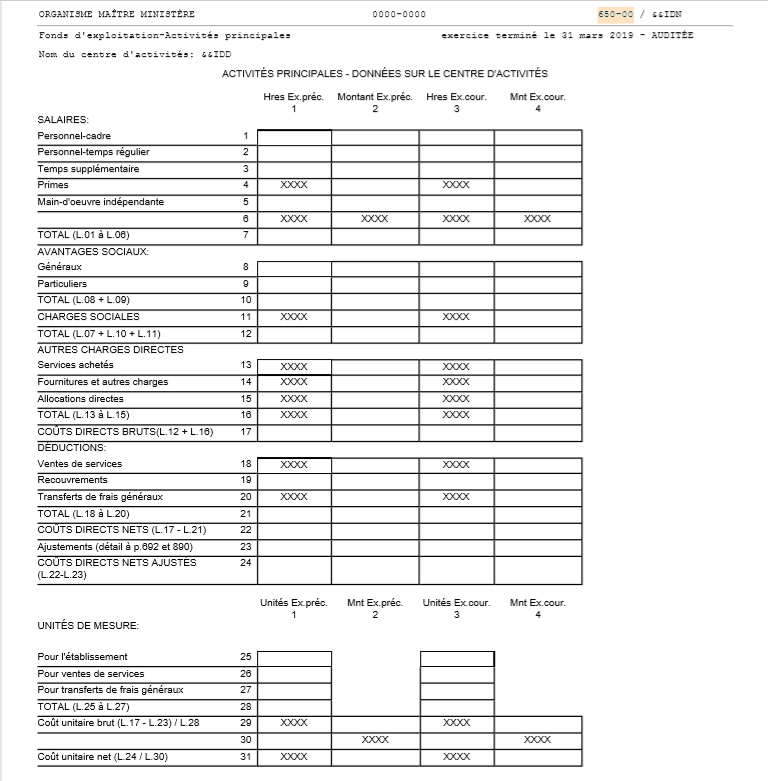 ORGANISME MAÎTRE MINISTÈRE 0000-0000 650-00 / &&IDN
Fonds d'exploitation-Activités principales exercice terminé le 31 mars 2019 - AUDITÉE
Nom du centre d'activités: &&IDD
ACTIVITÉS PRINCIPALES - DONNÉES SUR LE CENTRE D'ACTIVITÉS
Hres Ex.préc. Montant Ex.préc. Hres Ex.cour. Mnt Ex.cour.
1 2 3 4
SALAIRES:
Personnel-cadre 1
Personnel-temps régulier 2
Temps supplémentaire 3
Primes 4 XXXX XXXX
Main-d'oeuvre indépendante 5
6 XXXX XXXX XXXX XXXX
TOTAL (L.01 à L.06) 7
AVANTAGES SOCIAUX:
Généraux 8
Particuliers 9
TOTAL (L.08 + L.09) 10
CHARGES SOCIALES 11 XXXX XXXX
TOTAL (L.07 + L.10 + L.11) 12
AUTRES CHARGES DIRECTES
Services achetés 13 XXXX XXXX
Fournitures et autres charges 14 XXXX XXXX
Allocations directes 15 XXXX XXXX
TOTAL (L.13 à L.15) 16 XXXX XXXX
COÛTS DIRECTS BRUTS(L.12 + L.16) 17
DÉDUCTIONS:
Ventes de services 18 XXXX XXXX
Recouvrements 19
Transferts de frais généraux 20 XXXX XXXX
TOTAL (L.18 à L.20) 21
COÛTS DIRECTS NETS (L.17 - L.21) 22
Ajustements (détail à p.692 et 890) 23
COÛTS DIRECTS NETS AJUSTÉS 24
(L.22-L.23)
Unités Ex.préc. Mnt Ex.préc. Unités Ex.cour. Mnt Ex.cour.
1 2 3 4
UNITÉS DE MESURE:
Pour l'établissement 25
Pour ventes de services 26
Pour transferts de frais généraux 27
TOTAL (L.25 à L.27) 28
Coût unitaire brut (L.17 - L.23) / L.28 29 XXXX XXXX
30 XXXX XXXX
Coût unitaire net (L.24 / L.30) 31 XXXX XXXX